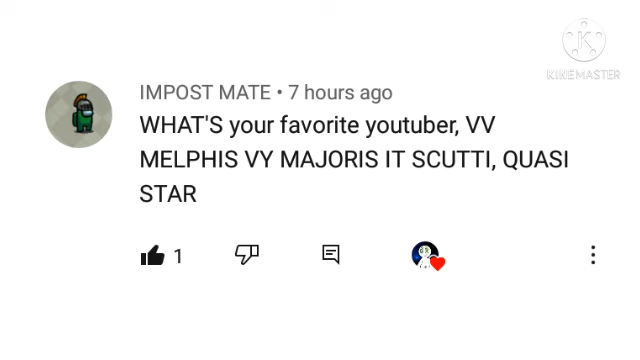 KINEMASTER
IMPOST MATE • 7 hours ago
WHAT'S your favorite youtuber, VV
MELPHIS VY MAJORIS IT SCUTTI, QUASI
STAR
1